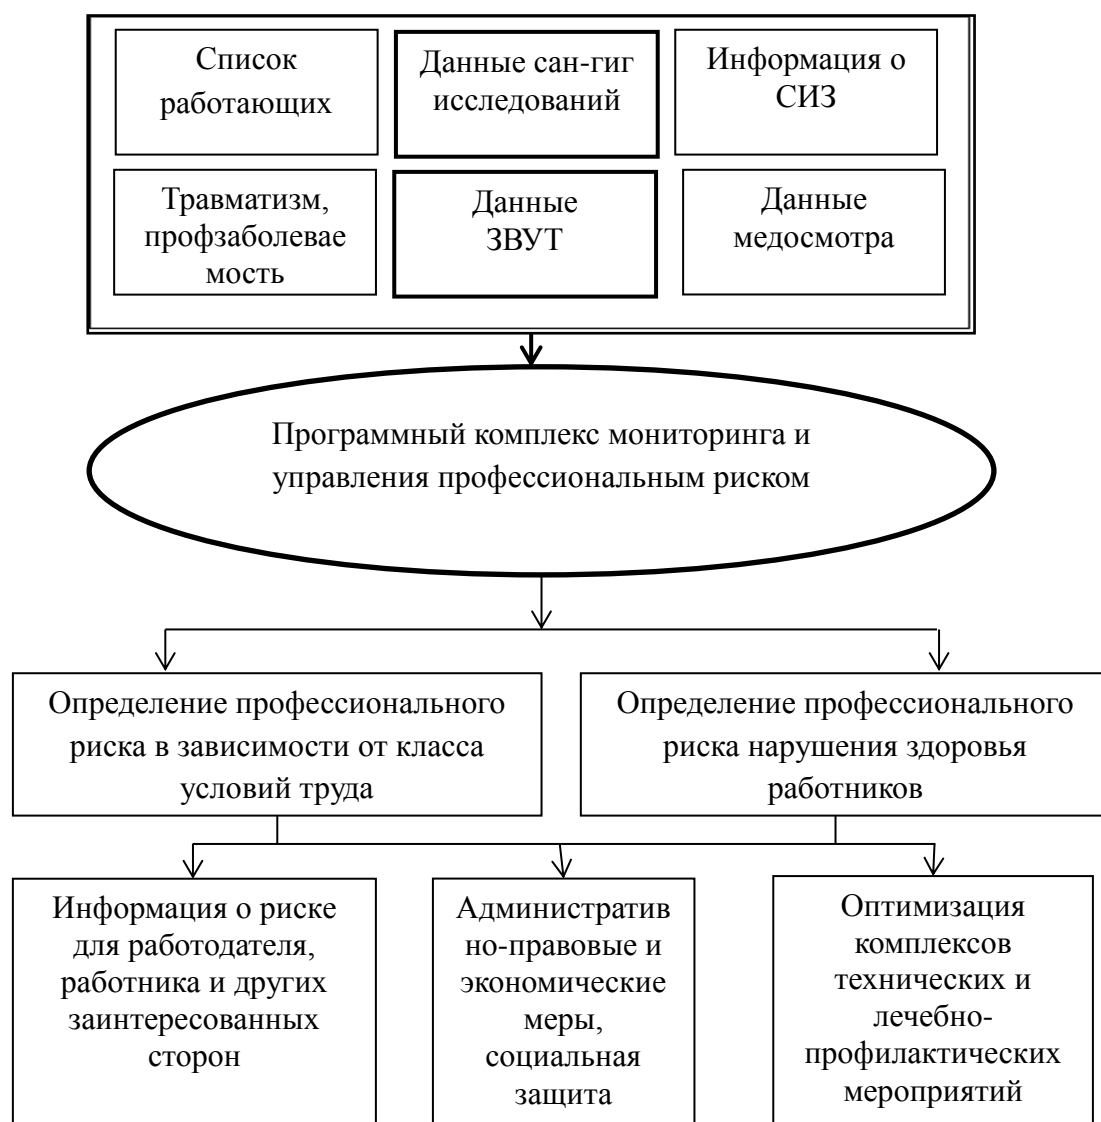 Список
работающих
Данные сан-гиг
исследований
Информация о
СИЗ
Травматизм,
профзаболевае
мость
Данные
ЗВУТ
Данные
медосмотра
Программный комплекс мониторинга и
управления профессиональным риском
Определение профессионального
риска в зависимости от класса
условий труда
Определение профессионального
риска нарушения здоровья
работников
Информация о риске
для работодателя,
работника и других
заинтересованных
сторон
Административ
но-правовые и
экономические
меры,
социальная
защита
Оптимизация
комплексов
технических и
лечебно-
профилактических
мероприятий